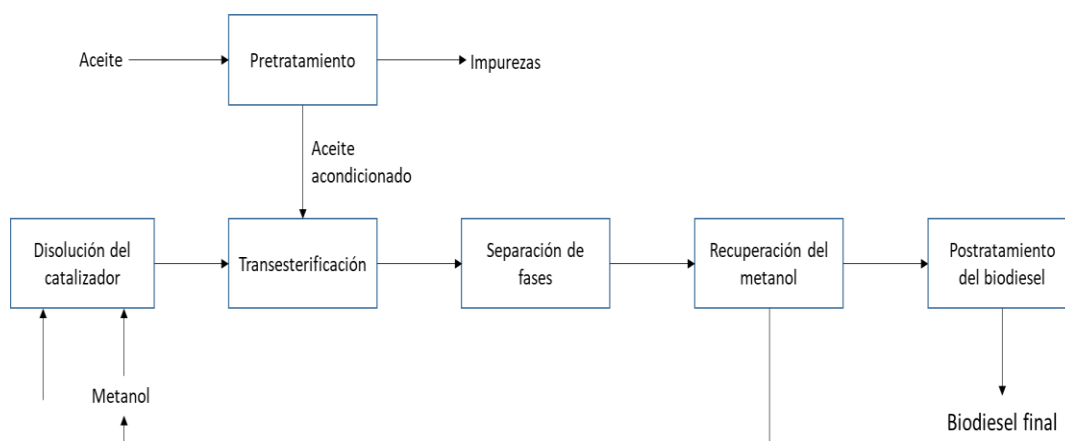 Aceite
Pretratamiento
Impurezas
Aceite
acondicionado
Disolución del
catalizador
Transesterificación
Separación de
fases
Recuperación del
metanol
Postratamiento
del biodiesel
Metanol
Biodiesel final